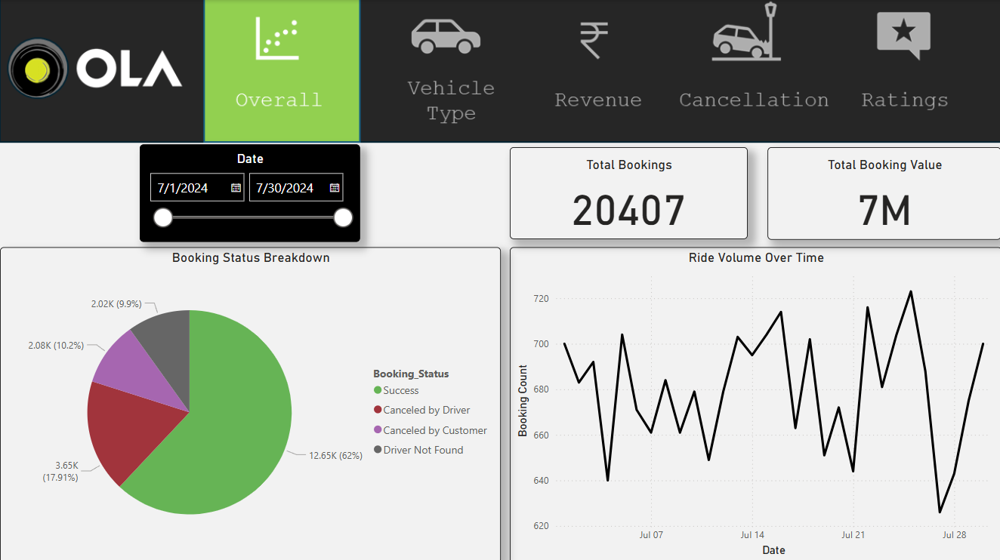 OLA
Overall
Vehicle
Type
Revenue
Cancellation
Ratings
Date
7/1/2024
7/30/2024
Total Bookings
20407
Total Booking Value
7M
Booking Status Breakdown
2.02K (9.9%)
2.08K (10.2%)
3.65K
(17.91%)
12.65K (62%)
Booking_Status
Success
Canceled by Driver
Canceled by Customer
Driver Not Found
Ride Volume Over Time
Booking Count
720
700
680
660
640
620
Jul 07
Jul 14
Jul 21
Jul 28
Date